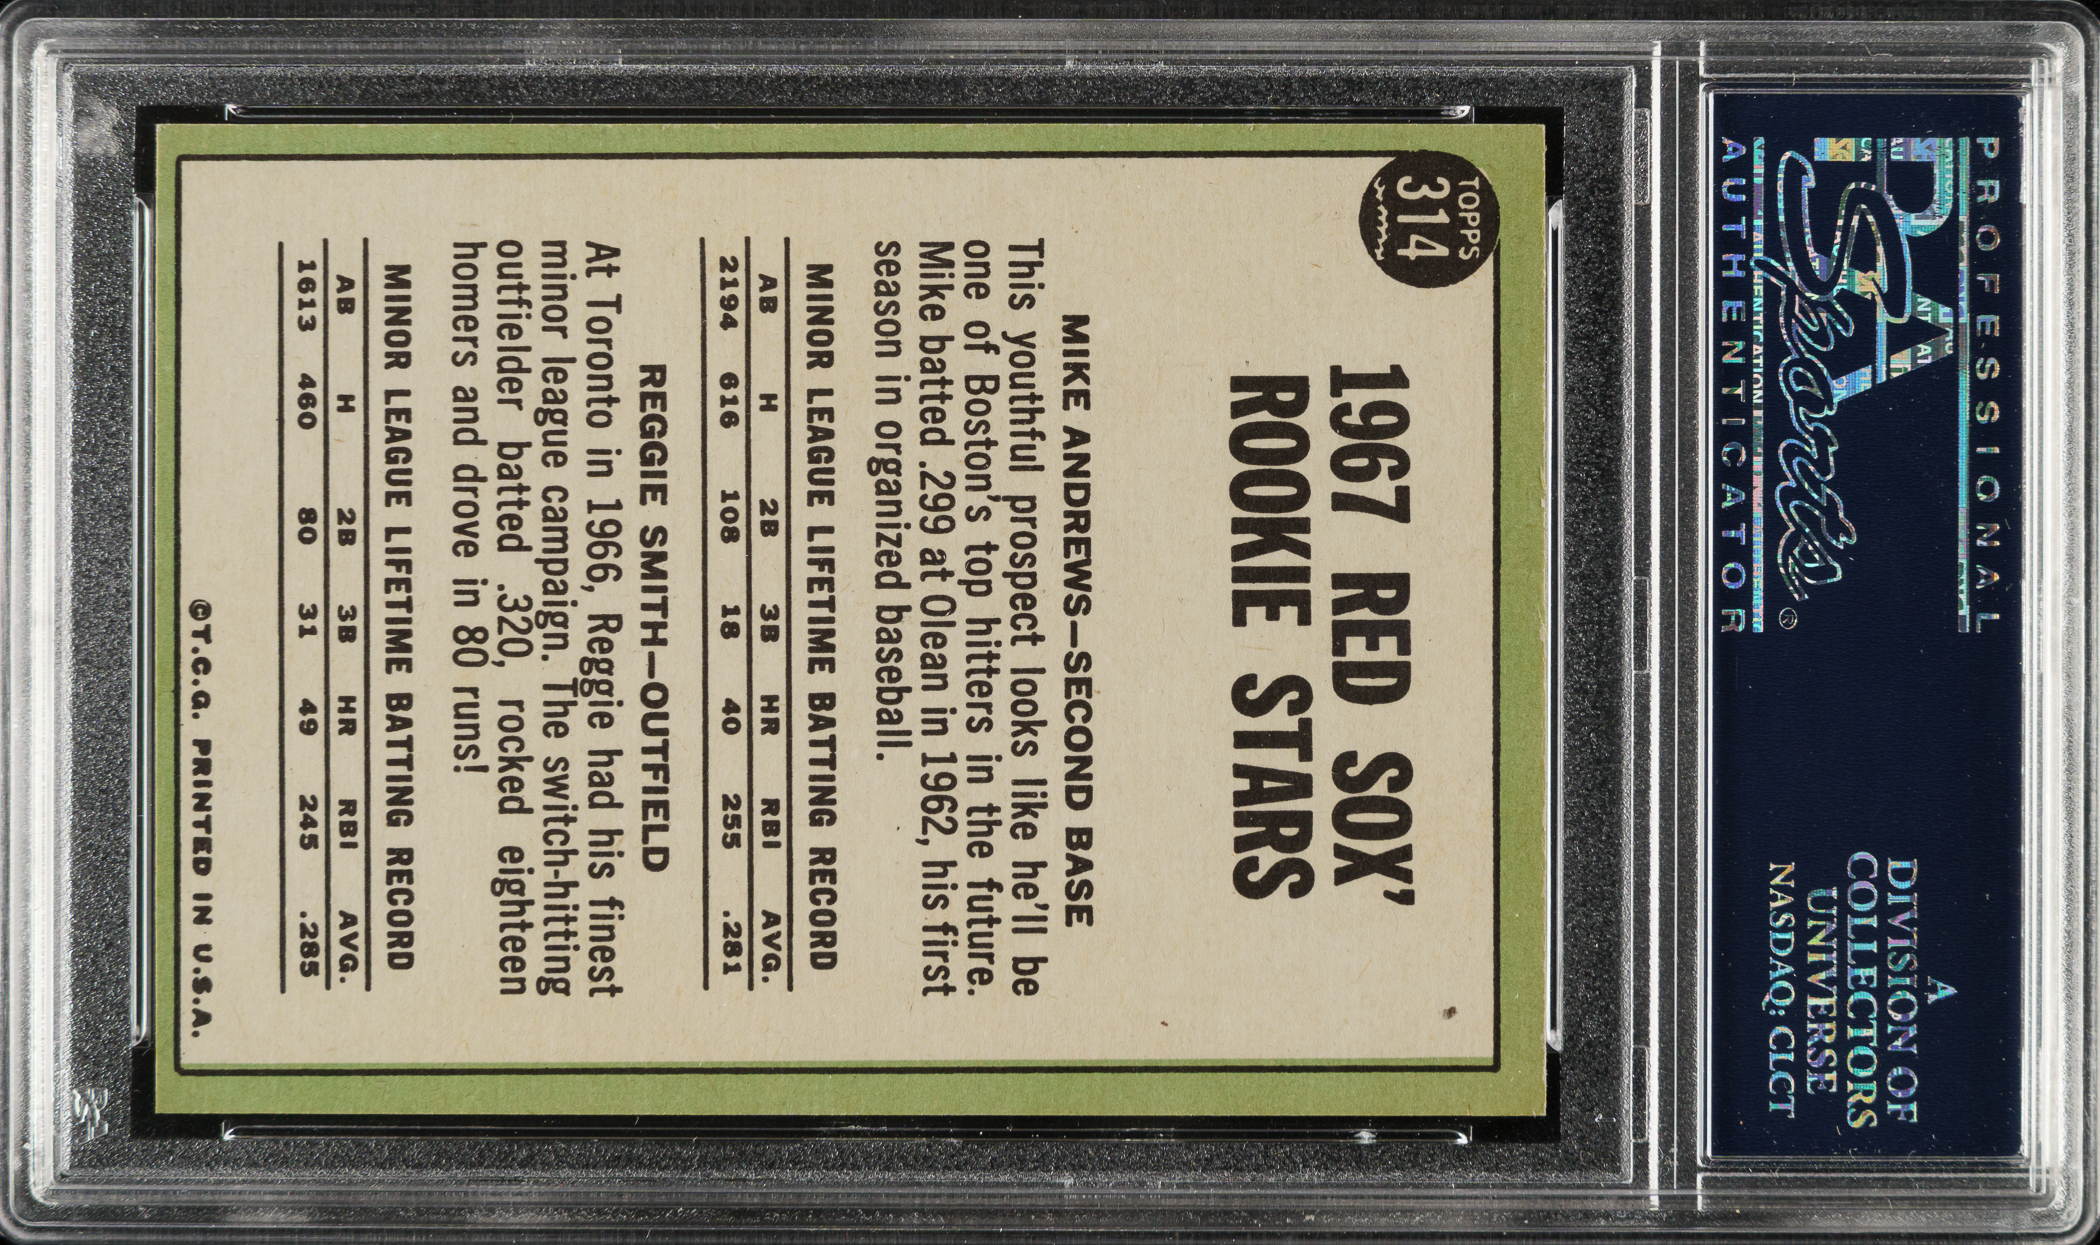 PROFESSIONAL
PSA
Sports®
AUTHENTICATOR
A
DIVISION OF
COLLECTORS
UNIVERSE
NASDAQ: CLCT
TOPPS
314
1967 RED SOX'
ROOKIE STARS
MIKE ANDREWS—SECOND BASE
This youthful prospect looks like he'll be
one of Boston's top hitters in the future.
Mike batted .299 at Olean in 1962, his first
season in organized baseball.
MINOR LEAGUE LIFETIME BATTING RECORD
AB H 2B 3B HR RBI AVG.
2194 616 108 18 40 255 .281
REGGIE SMITH—OUTFIELD
At Toronto in 1966, Reggie had his finest
minor league campaign. The switch-hitting
outfielder batted .320, rocked eighteen
homers and drove in 80 runs!
MINOR LEAGUE LIFETIME BATTING RECORD
AB H 2B 3B HR RBI AVG.
1613 460 80 31 49 245 .285
©T.C.G. PRINTED IN U.S.A.
PSA